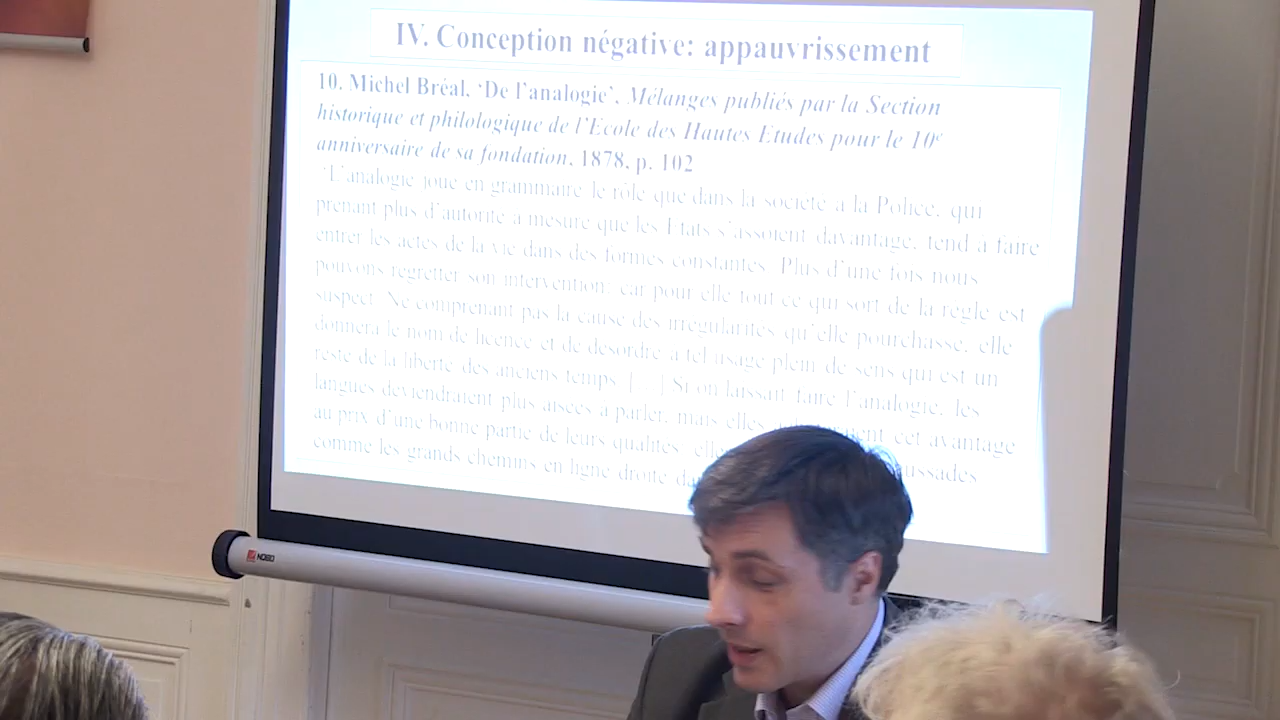 IV. Conception négative: appauvrissement
10. Michel Bréal, ‘De l’analogie’, Mélanges publiés par la Section
historique et philologique de l’Ecole des Hautes Etudes pour le 10e
anniversaire de sa fondation, 1878, p. 102
‘L’analogie joue en grammaire le rôle que dans la société a la Police, qui
prenant plus d’autorité à mesure que les Etats s’assoient davantage, tend à faire
entrer les actes de la vie dans des formes constantes. Plus d’une fois nous
pouvons regretter son intervention: car pour elle tout ce qui sort de la règle est
suspect. Ne comprenant pas la cause des irrégularités qu’elle pourchasse, elle
donnera le nom de licence et de désordre à tel usage plein de sens qui est un
reste de la liberté des anciens temps. [...] Si on laissait faire l’analogie, les
langues deviendraient plus aisées à parler, mais elles cet avantage
au prix d’une bonne partie de leurs qualités: elle
comme les grands chemins en ligne droite
NOBO